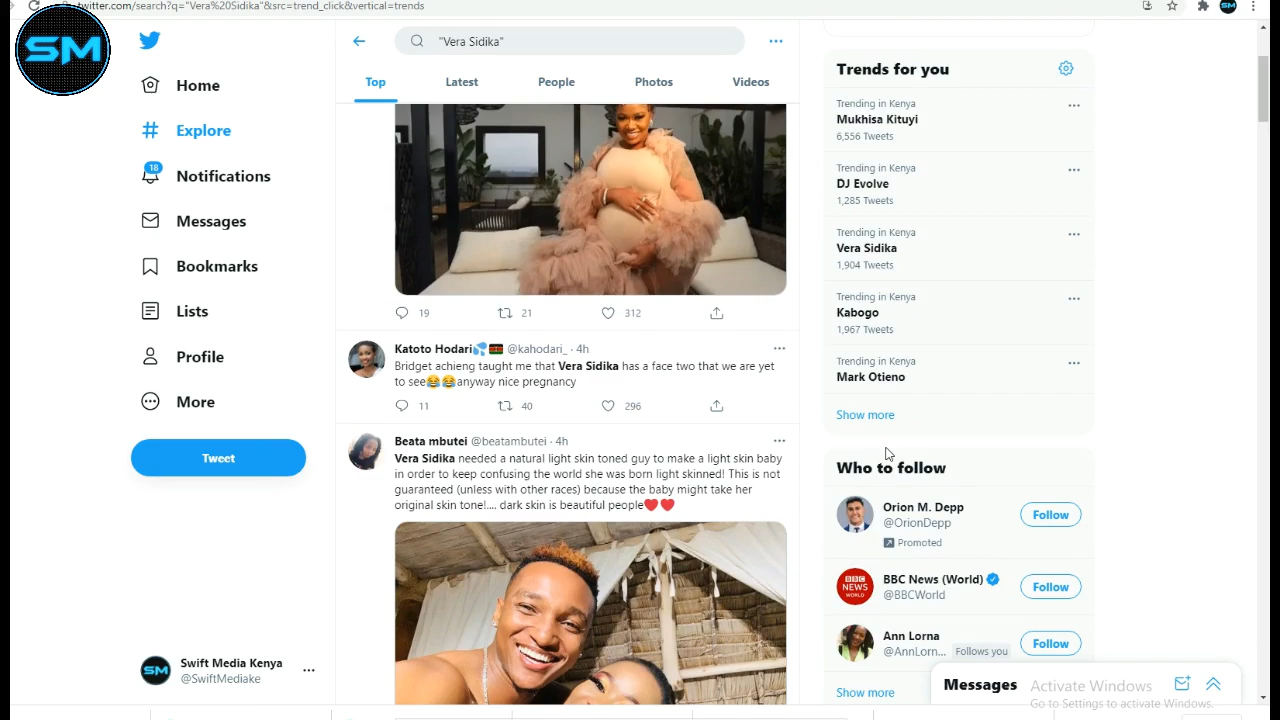 twitter.com/search?q="Vera%20Sidika"&src=trend_click&vertical=trends
SM
SM
Home
Explore
18
Notifications
Messages
Bookmarks
Lists
Profile
More
Tweet
SM
Swift Media Kenya
@SwiftMediake
"Vera Sidika"
Top
Latest
People
Photos
Videos
19
21
312
Katoto Hodari💦🇰🇪 @kahodari_ · 4h
Bridget achieng taught me that Vera Sidika has a face two that we are yet
to see😂😂anyway nice pregnancy
11
40
296
Beata mbutei @beatambutei · 4h
Vera Sidika needed a natural light skin toned guy to make a light skin baby
in order to keep confusing the world she was born light skinned! This is not
guaranteed (unless with other races) because the baby might take her
original skin tone!.... dark skin is beautiful people❤️❤️
Trends for you
Trending in Kenya
Mukhisa Kituyi
6,556 Tweets
Trending in Kenya
DJ Evolve
1,285 Tweets
Trending in Kenya
Vera Sidika
1,904 Tweets
Trending in Kenya
Kabogo
1,967 Tweets
Trending in Kenya
Mark Otieno
Show more
Who to follow
Orion M. Depp
@OrionDepp
Promoted
Follow
BBC NEWS WORLD
BBC News (World)
@BBCWorld
Follow
Ann Lorna
@AnnLorn... Follows you
Follow
Show more
Messages
Activate Windows
Go to Settings to activate Windows.